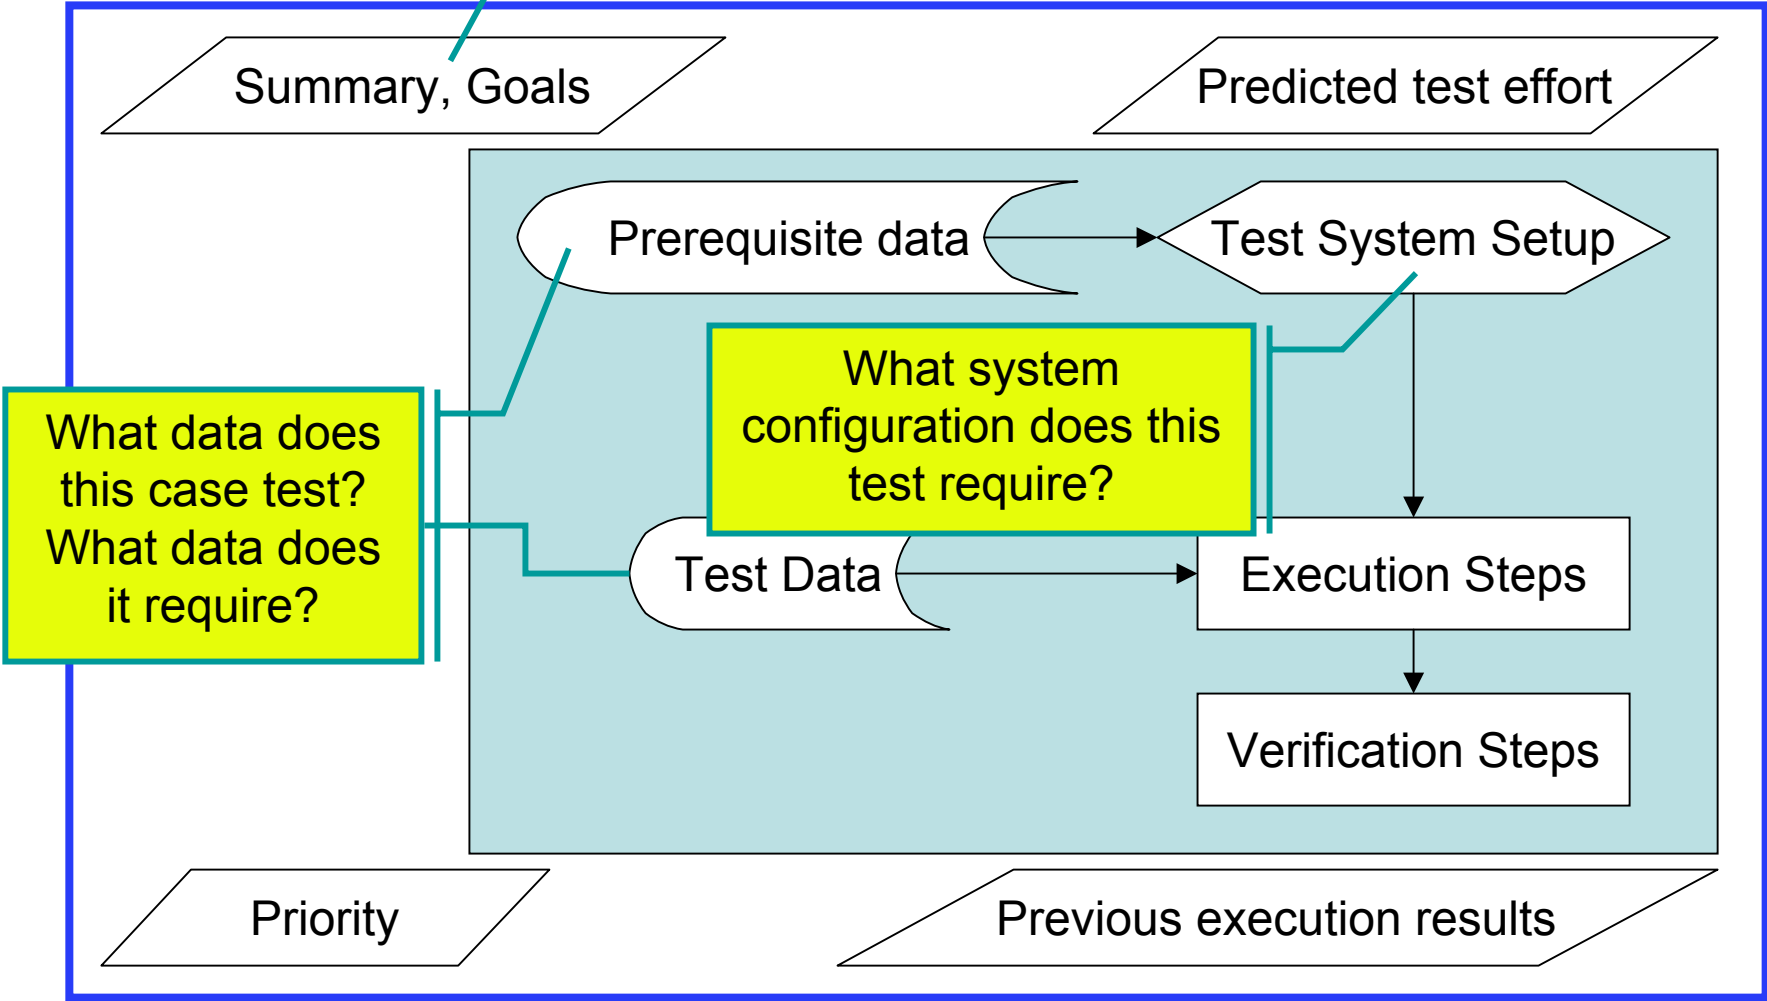 Summary, Goals
Predicted test effort
Prerequisite data
Test System Setup
What system
configuration does this
test require?
What data does
this case test?
What data does
it require?
Test Data
Execution Steps
Verification Steps
Priority
Previous execution results